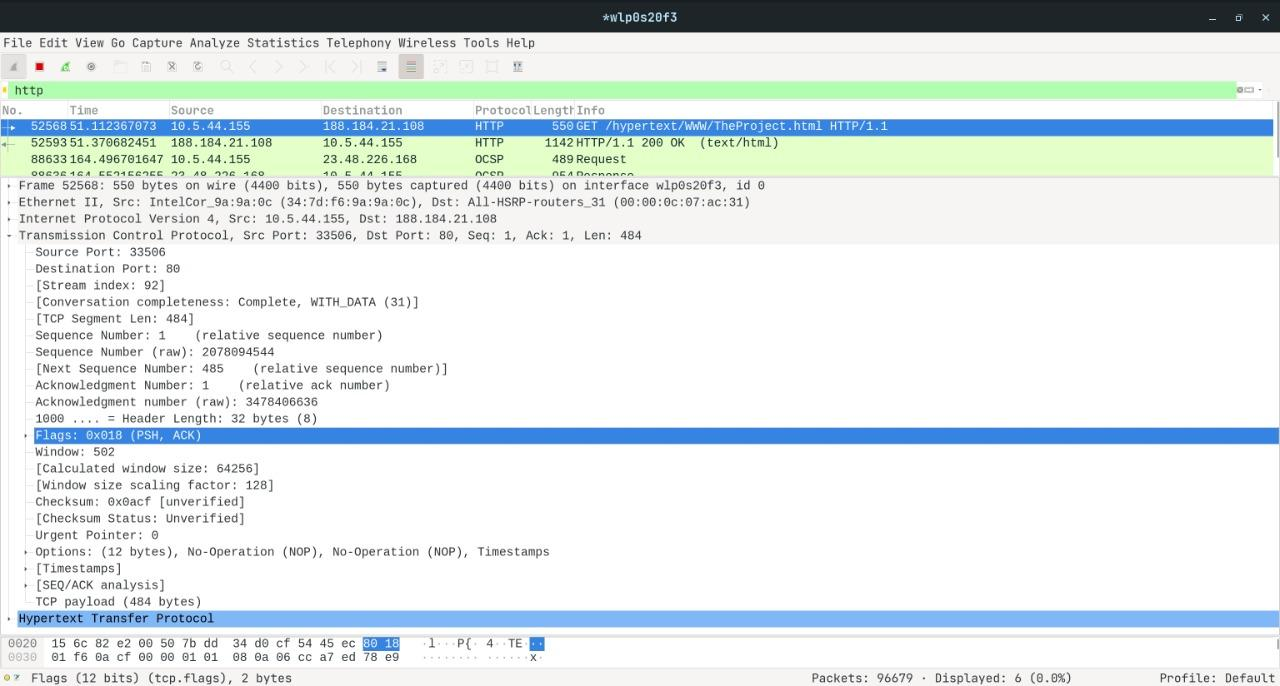 *wlp0s20f3
File Edit View Go Capture Analyze Statistics Telephony Wireless Tools Help
http
No. Time Source Destination Protocol Length Info
52568 51.112367073 10.5.44.155 188.184.21.108 HTTP 550 GET /hypertext/WWW/TheProject.html HTTP/1.1
52593 51.370682451 188.184.21.108 10.5.44.155 HTTP 1142 HTTP/1.1 200 OK (text/html)
88633 164.496701647 10.5.44.155 23.48.226.168 OCSP 489 Request
23.48.226.168 10.5.44.155 OCSP 954 Response
Frame 52568: 550 bytes on wire (4400 bits), 550 bytes captured (4400 bits) on interface wlp0s20f3, id 0
Ethernet II, Src: IntelCor_9a:9a:0c (34:7d:f6:9a:9a:0c), Dst: All-HSRP-routers_31 (00:00:0c:07:ac:31)
Internet Protocol Version 4, Src: 10.5.44.155, Dst: 188.184.21.108
Transmission Control Protocol, Src Port: 33506, Dst Port: 80, Seq: 1, Ack: 1, Len: 484
Source Port: 33506
Destination Port: 80
[Stream index: 92]
[Conversation completeness: Complete, WITH_DATA (31)]
[TCP Segment Len: 484]
Sequence Number: 1 (relative sequence number)
Sequence Number (raw): 2078094544
[Next Sequence Number: 485 (relative sequence number)]
Acknowledgment Number: 1 (relative ack number)
Acknowledgment number (raw): 3478406636
1000 .... = Header Length: 32 bytes (8)
Flags: 0x018 (PSH, ACK)
Window: 502
[Calculated window size: 64256]
[Window size scaling factor: 128]
Checksum: 0x0acf [unverified]
[Checksum Status: Unverified]
Urgent Pointer: 0
Options: (12 bytes), No-Operation (NOP), No-Operation (NOP), Timestamps
[Timestamps]
[SEQ/ACK analysis]
TCP payload (484 bytes)
Hypertext Transfer Protocol
0020 15 6c 82 e2 00 50 7b dd 34 d0 cf 54 45 ec 80 18 ·l···P{· 4··TE···
0030 01 f6 0a cf 00 00 01 01 08 0a 06 cc a7 ed 78 e9 ········ ······x·
Flags (12 bits) (tcp.flags), 2 bytes Packets: 96679 · Displayed: 6 (0.0%) Profile: Default